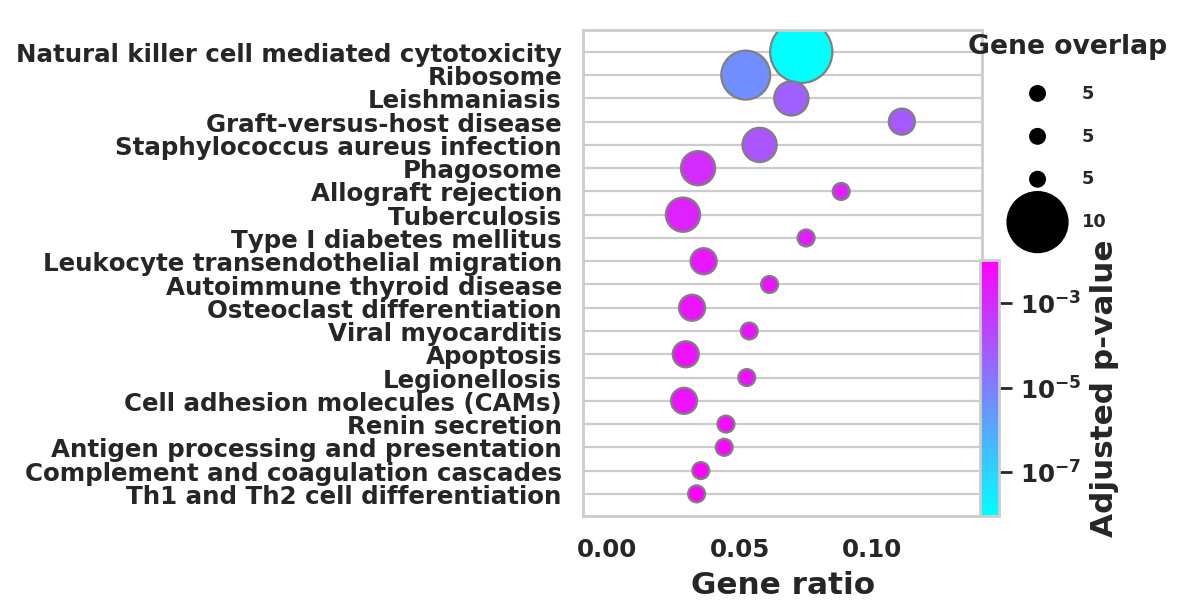 Natural killer cell mediated cytotoxicity
Ribosome
Leishmaniasis
Graft-versus-host disease
Staphylococcus aureus infection
Phagosome
Allograft rejection
Tuberculosis
Type I diabetes mellitus
Leukocyte transendothelial migration
Autoimmune thyroid disease
Osteoclast differentiation
Viral myocarditis
Apoptosis
Legionellosis
Cell adhesion molecules (CAMs)
Renin secretion
Antigen processing and presentation
Complement and coagulation cascades
Th1 and Th2 cell differentiation
0.00 0.05 0.10
Gene ratio
Gene overlap
5
5
5
10
10⁻³
10⁻⁵
10⁻⁷
Adjusted p-value